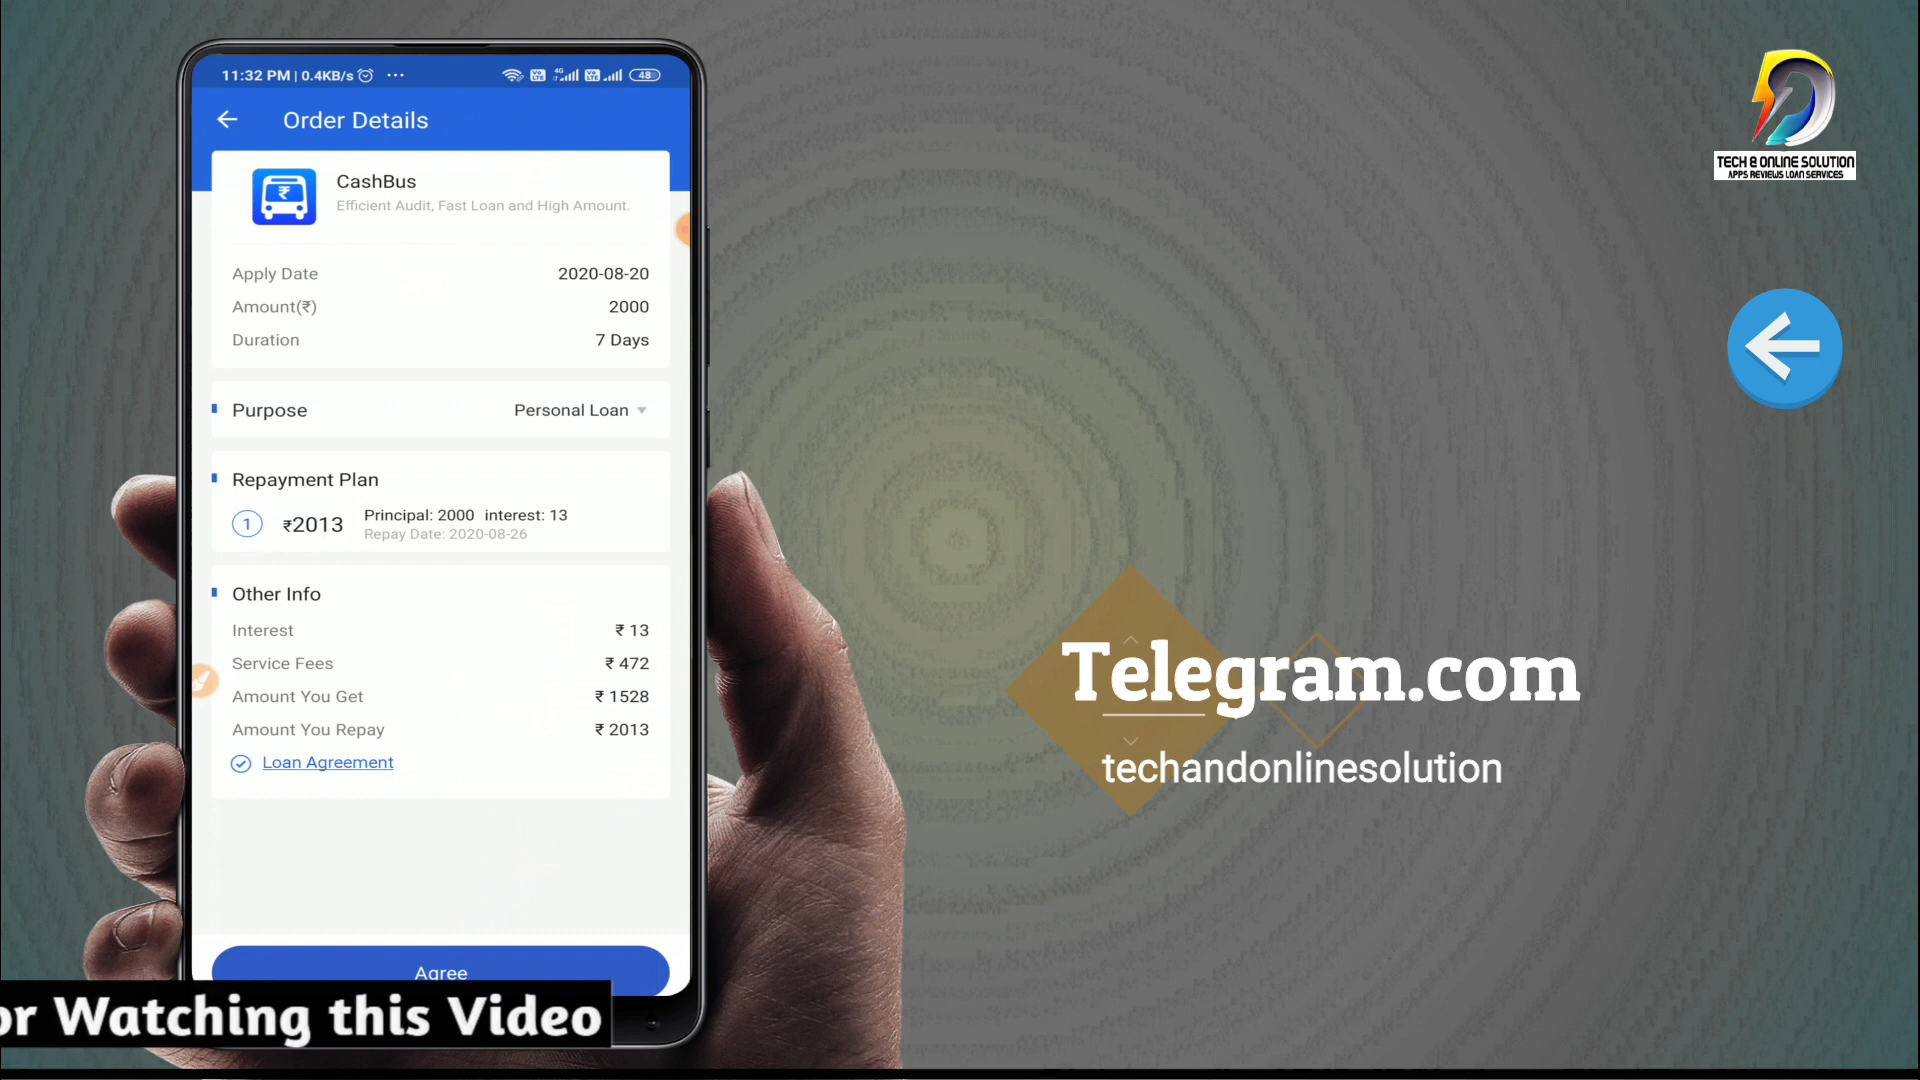 11:32 PM | 0.4KB/s
48
Order Details
CashBus
Efficient Audit, Fast Loan and High Amount.
Apply Date 2020-08-20
Amount(₹) 2000
Duration 7 Days
Purpose Personal Loan
Repayment Plan
1 ₹2013 Principal: 2000 interest: 13
Repay Date: 2020-08-26
Other Info
Interest ₹ 13
Service Fees ₹ 472
Amount You Get ₹ 1528
Amount You Repay ₹ 2013
Loan Agreement
Agree
or Watching this Video
TECH & ONLINE SOLUTION
APPS REVIEWS LOAN SERVICES
Telegram.com
techandonlinesolution